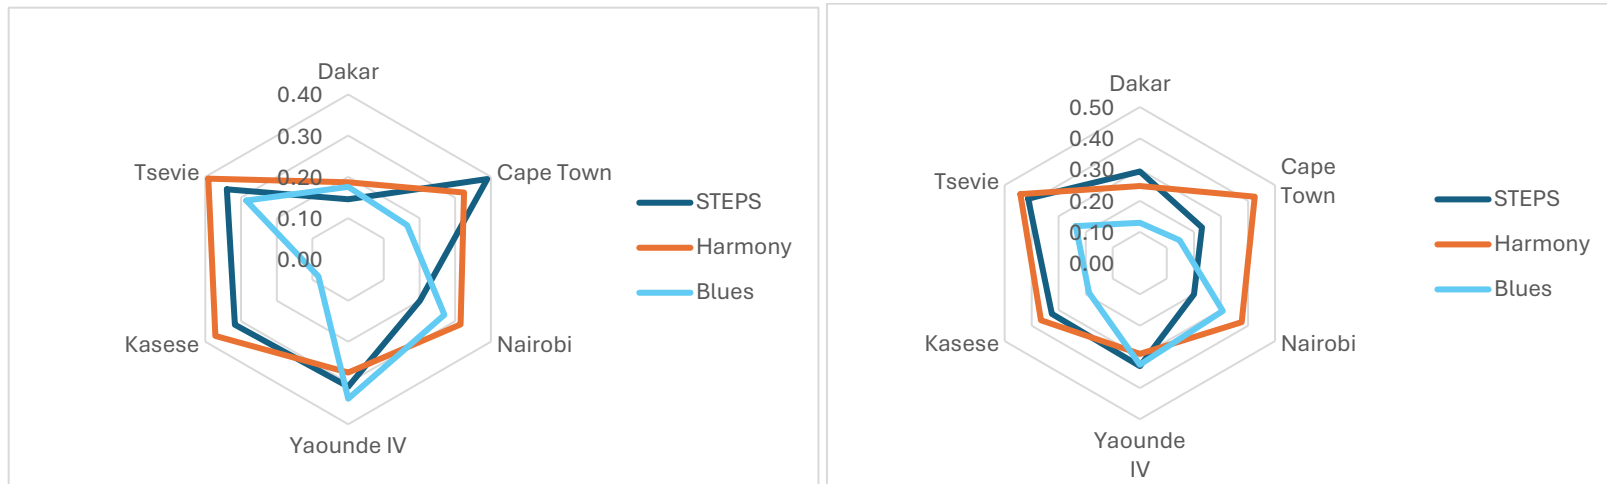 Dakar
0.40
0.30
0.20
0.10
0.00
Tsevie
Cape Town
Kasese
Nairobi
Yaounde IV
STEPS
Harmony
Blues
Dakar
0.50
0.40
0.30
0.20
0.10
0.00
Tsevie
Cape
Town
Kasese
Nairobi
Yaounde
IV
STEPS
Harmony
Blues